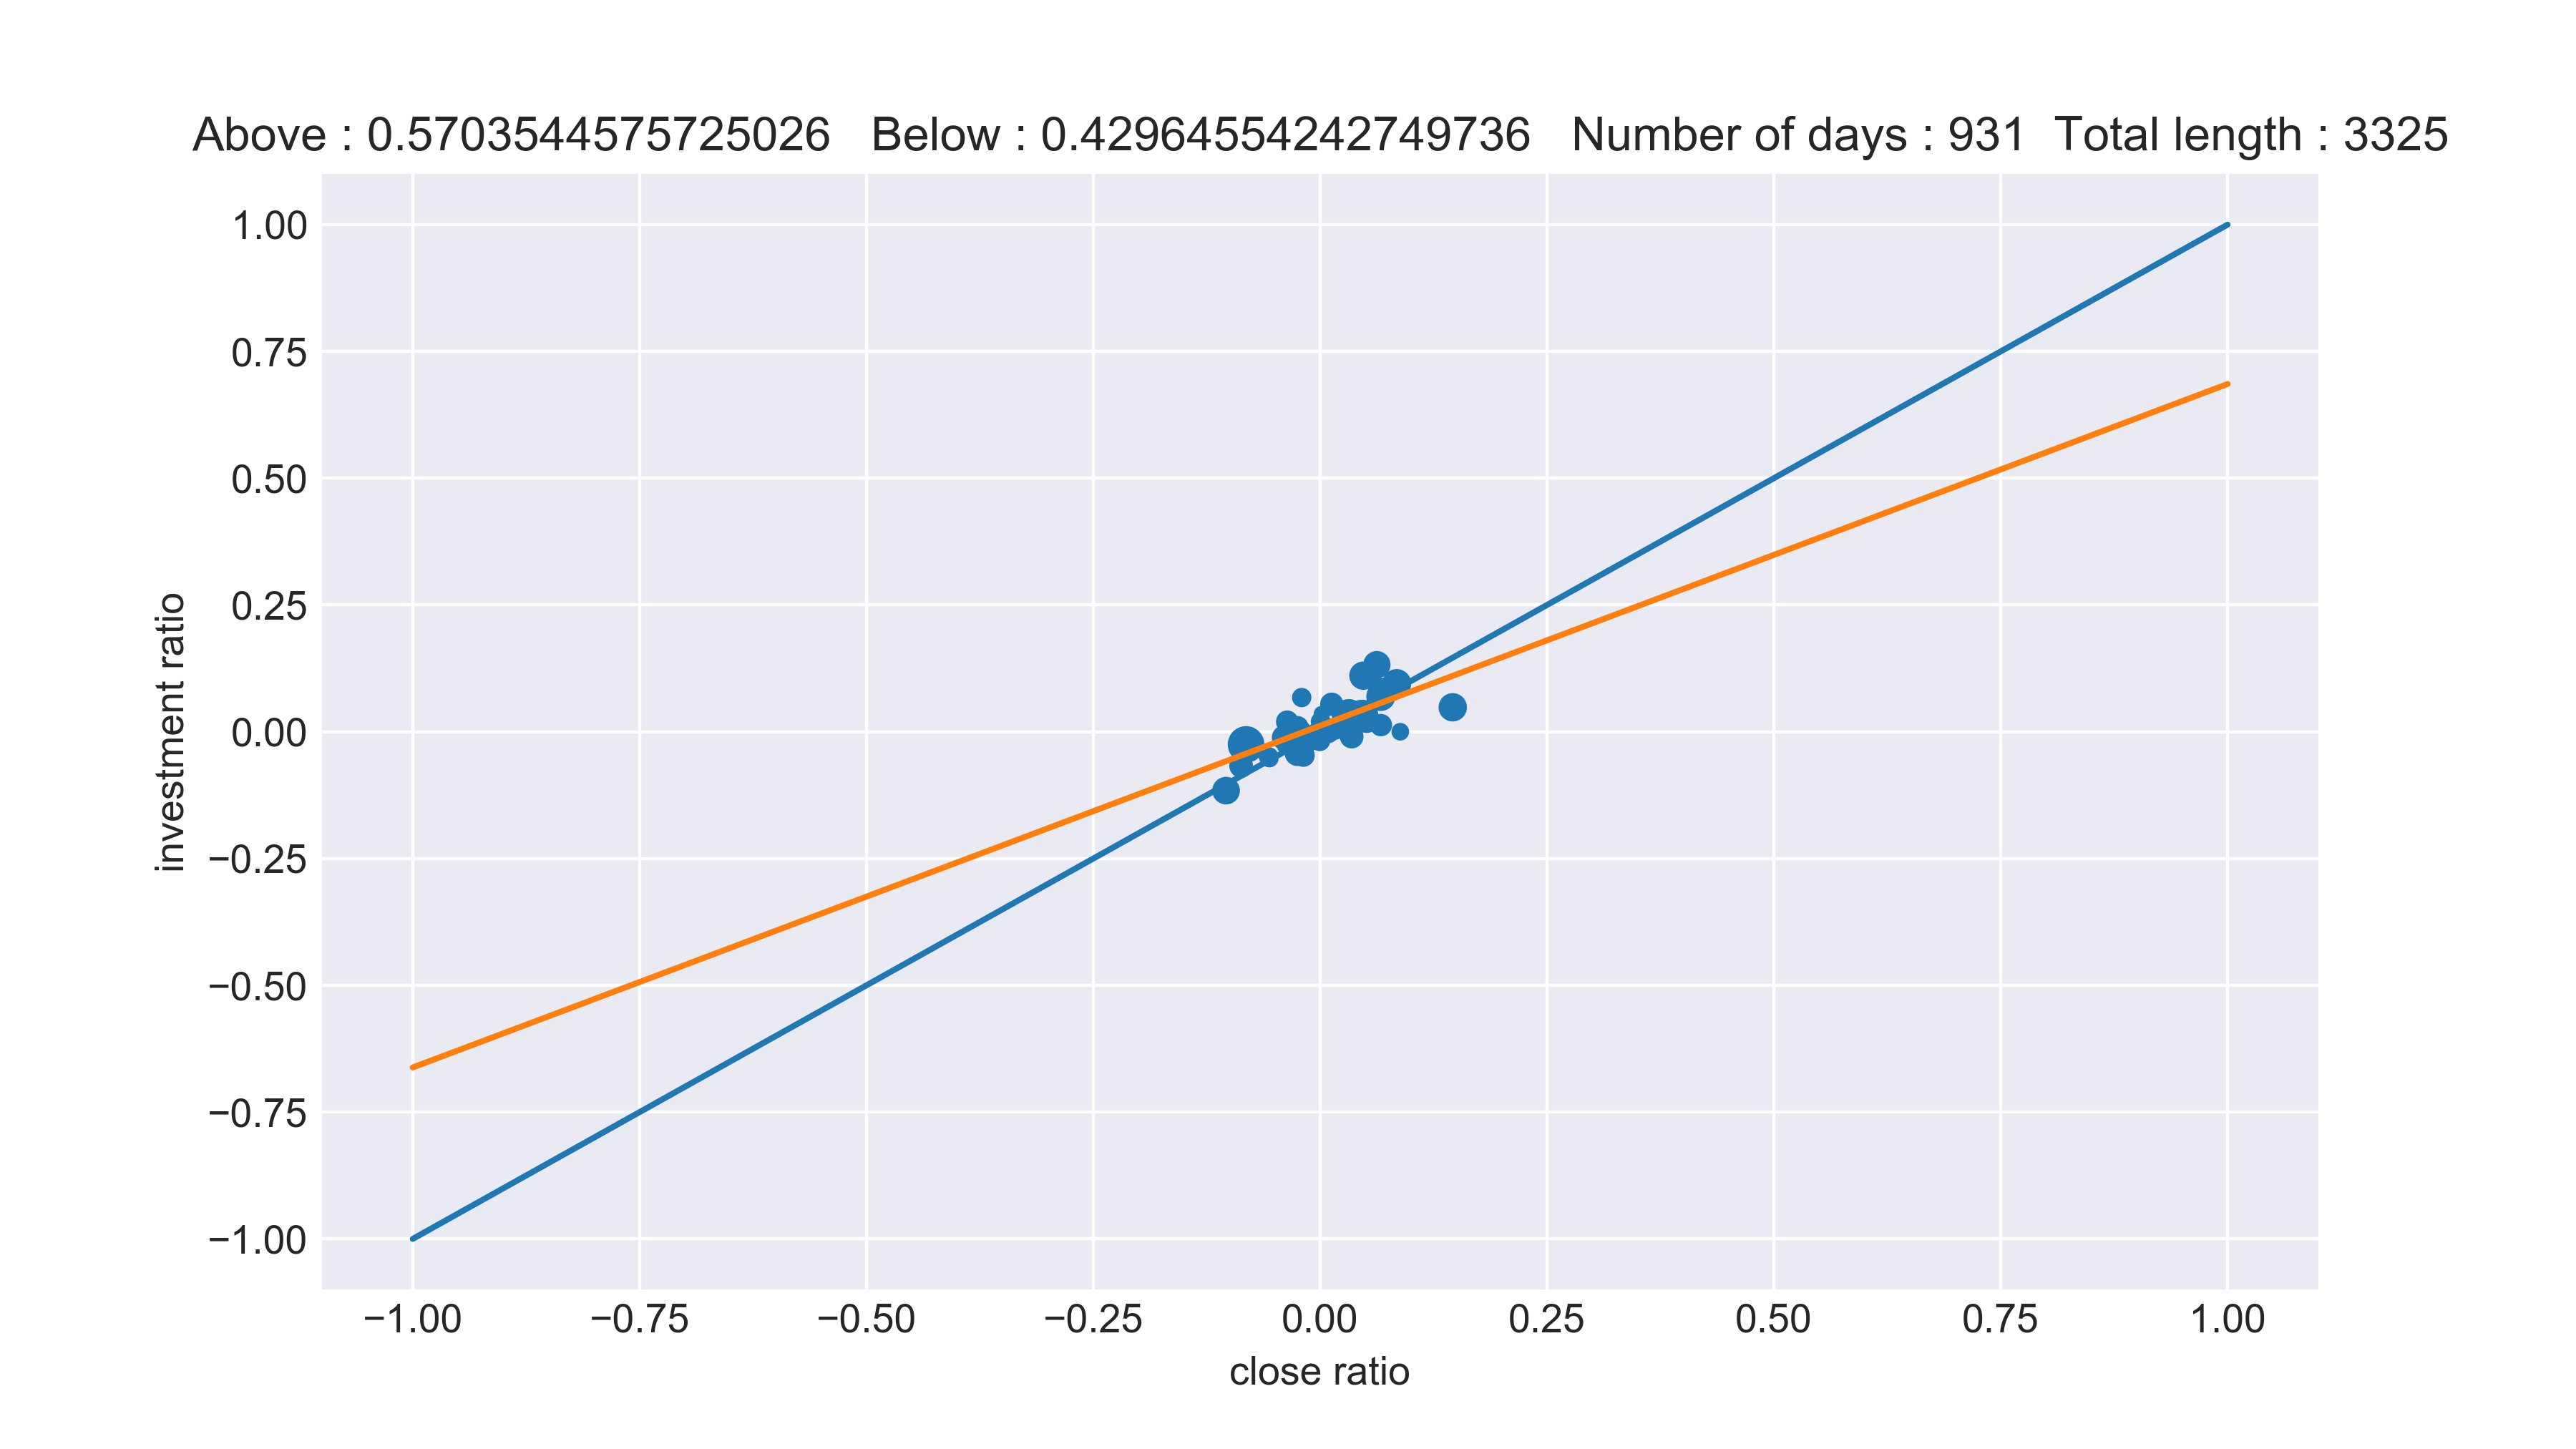 Above : 0.5703544575725026 Below : 0.42964554242749736 Number of days : 931 Total length : 3325
1.00
0.75
0.50
0.25
0.00
−0.25
−0.50
−0.75
−1.00
investment ratio
−1.00 −0.75 −0.50 −0.25 0.00 0.25 0.50 0.75 1.00
close ratio